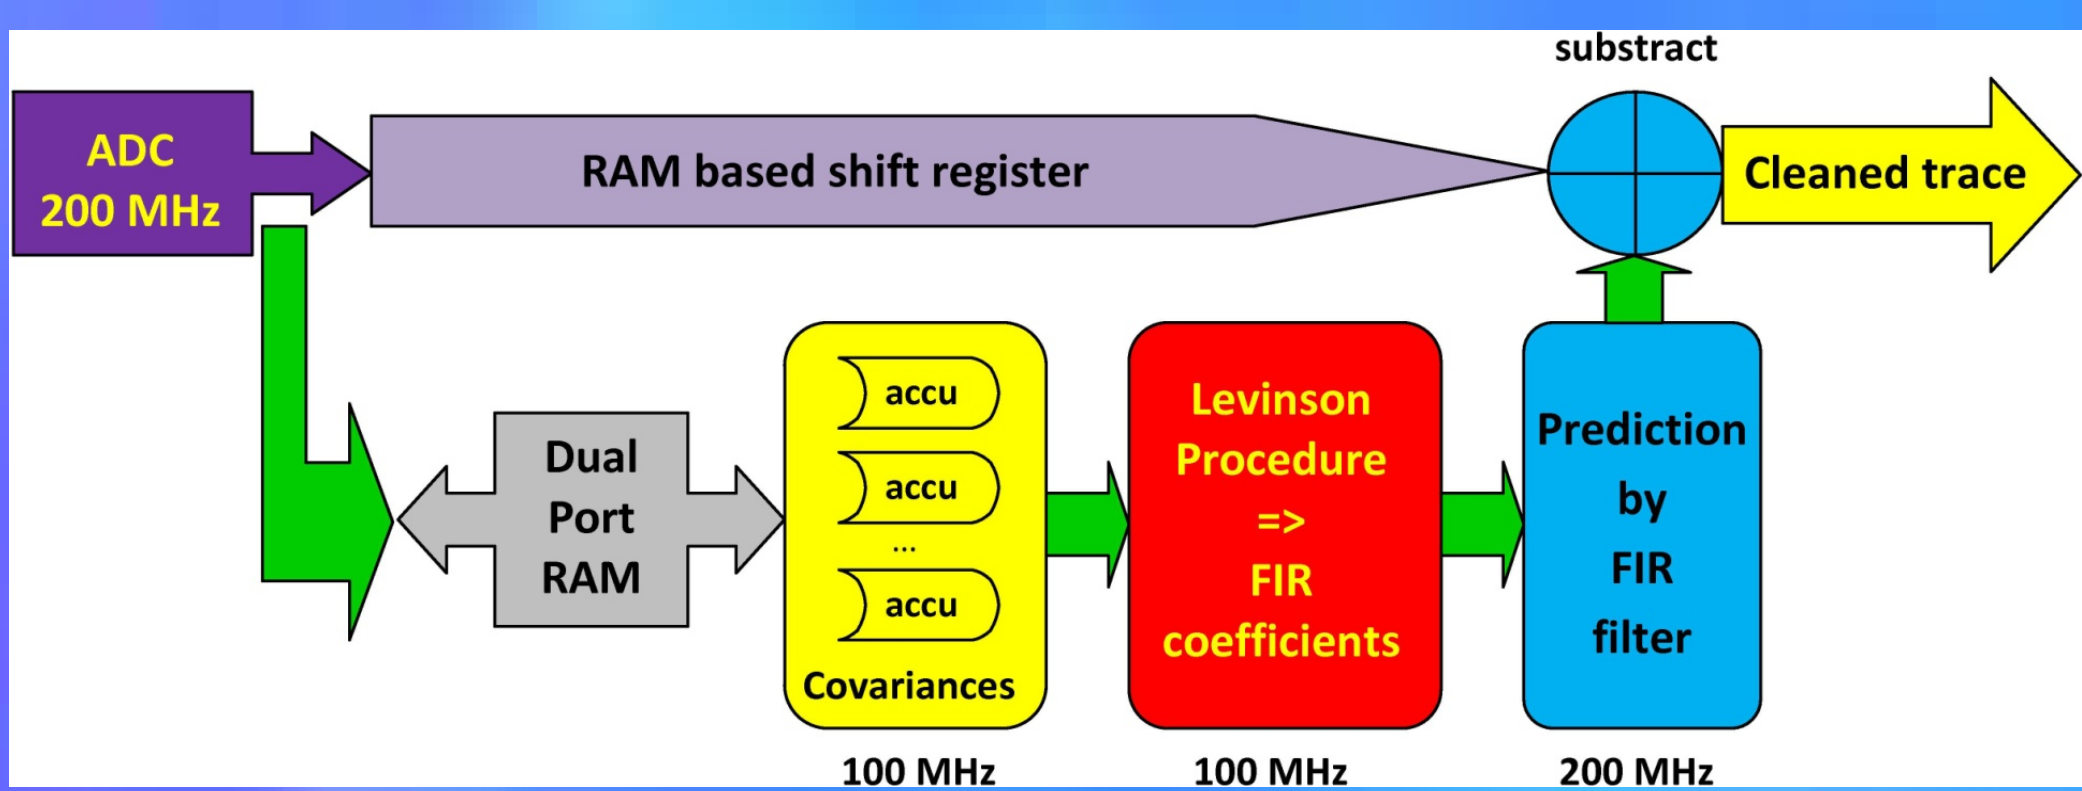 substract
ADC
200 MHz
RAM based shift register
Cleaned trace
Dual
Port
RAM
accu
accu
...
accu
Covariances
100 MHz
Levinson
Procedure
=>
FIR
coefficients
100 MHz
Prediction
by
FIR
filter
200 MHz